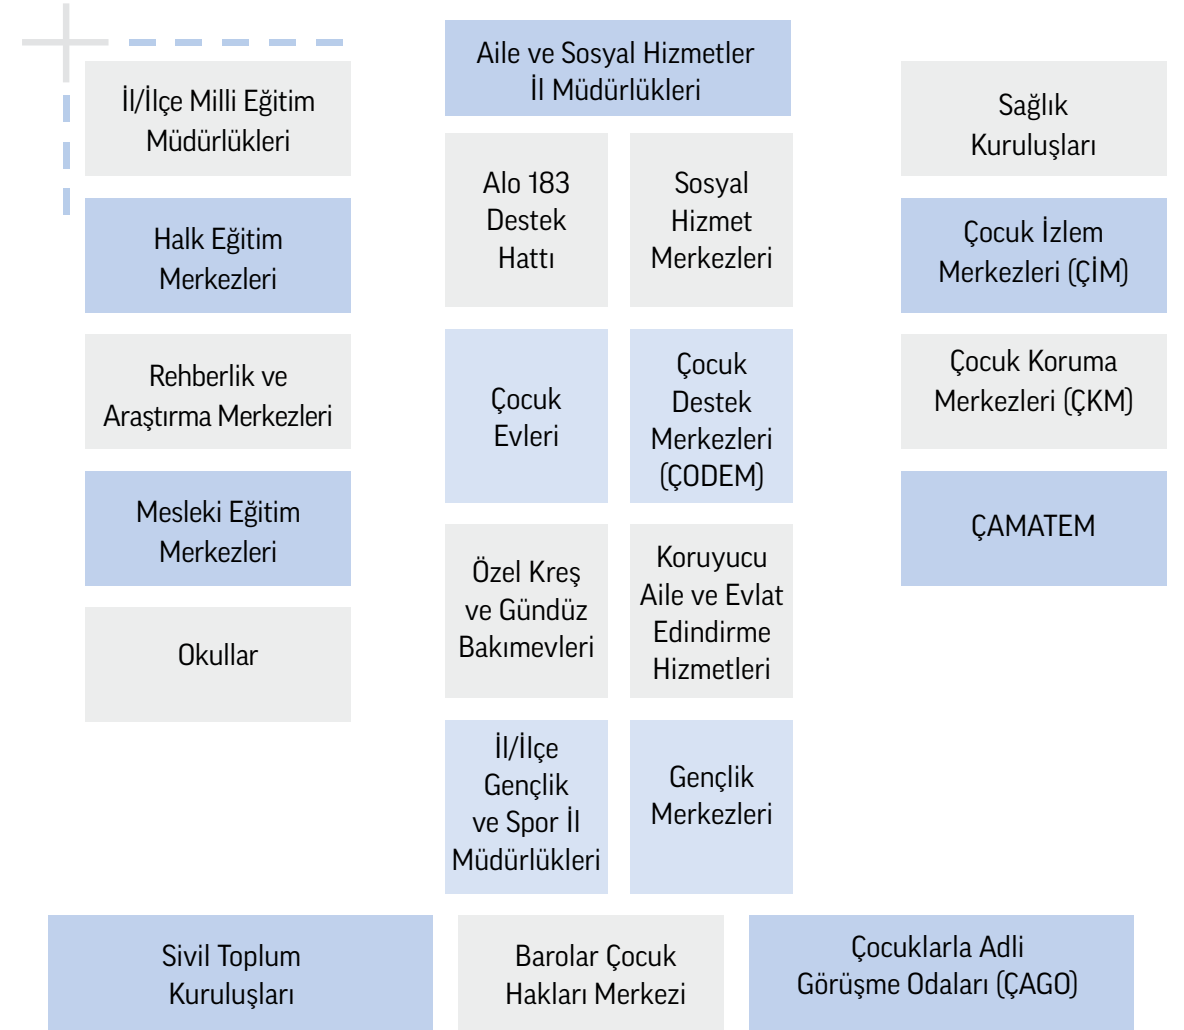 İl/İlçe Milli Eğitim
Müdürlükleri
Halk Eğitim
Merkezleri
Rehberlik ve
Araştırma Merkezleri
Mesleki Eğitim
Merkezleri
Okullar
Aile ve Sosyal Hizmetler
İl Müdürlükleri
Alo 183
Destek
Hattı
Sosyal
Hizmet
Merkezleri
Çocuk
Evleri
Çocuk
Destek
Merkezleri
(ÇODEM)
Özel Kreş
ve Gündüz
Bakımevleri
Koruyucu
Aile ve Evlat
Edindirme
Hizmetleri
İl/İlçe
Gençlik
ve Spor İl
Müdürlükleri
Gençlik
Merkezleri
Sağlık
Kuruluşları
Çocuk İzlem
Merkezleri (ÇİM)
Çocuk Koruma
Merkezleri (ÇKM)
ÇAMATEM
Sivil Toplum
Kuruluşları
Barolar Çocuk
Hakları Merkezi
Çocuklarla Adli
Görüşme Odaları (ÇAGO)